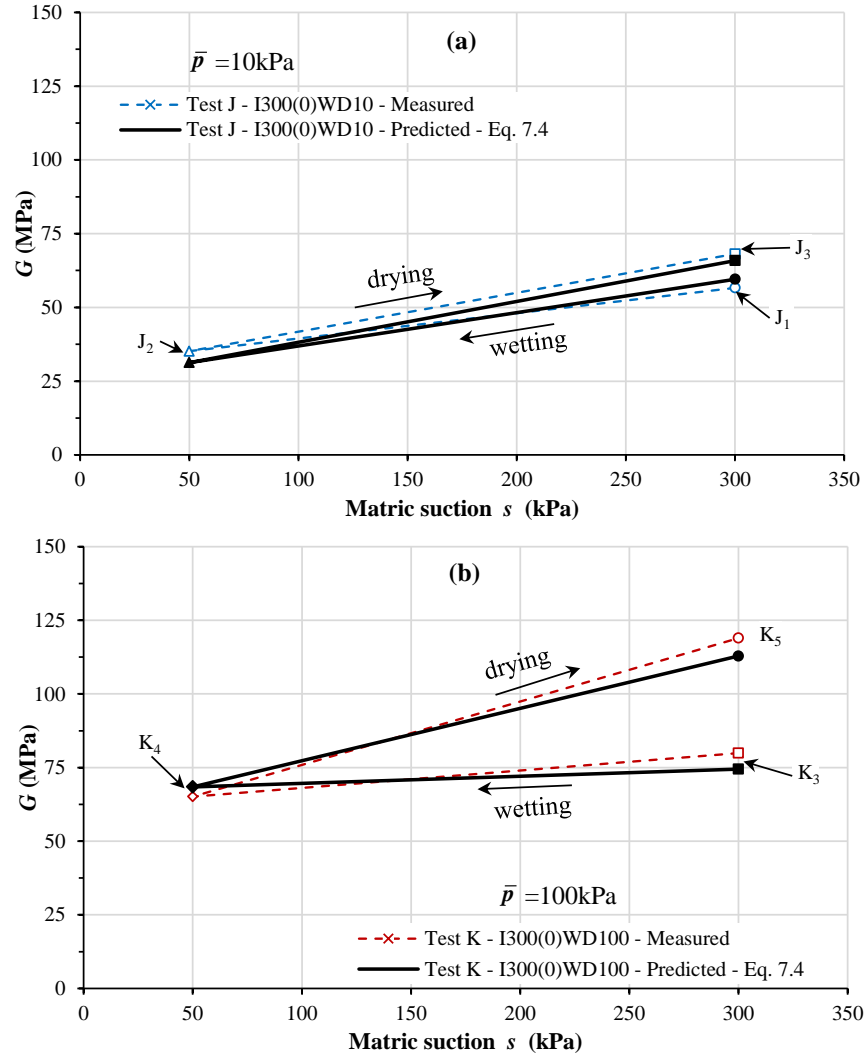 150
(a)
p̄ =10kPa
125
Test J - I300(0)WD10 - Measured
Test J - I300(0)WD10 - Predicted - Eq. 7.4
100
G (MPa)
75
J3
drying
50
J2
J1
wetting
25
0
0 50 100 150 200 250 300 350
Matric suction s (kPa)
150
(b)
125
K5
drying
100
G (MPa)
K4
75
K3
wetting
50
p̄ =100kPa
25
Test K - I300(0)WD100 - Measured
Test K - I300(0)WD100 - Predicted - Eq. 7.4
0
0 50 100 150 200 250 300 350
Matric suction s (kPa)